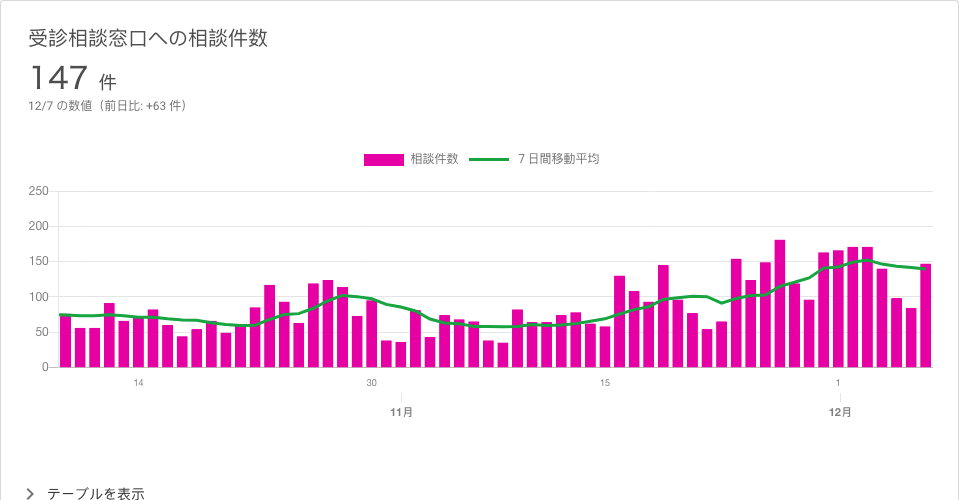 受診相談窓口への相談件数
147 件
12/7 の数値（前日比: +63 件）
相談件数 7 日間移動平均
250
200
150
100
50
0
14 30 15 1
11月 12月
テーブルを表示